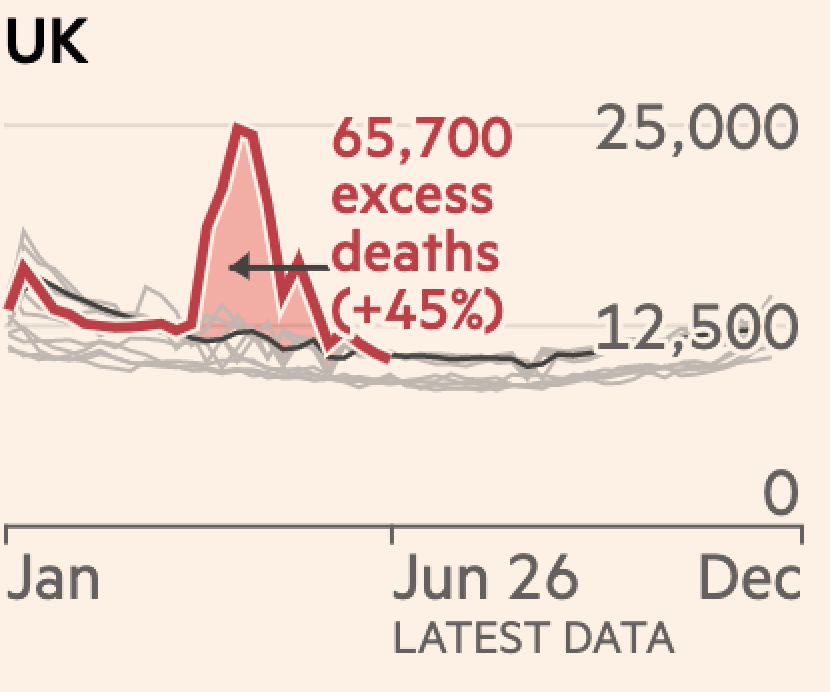 UK
25,000
65,700
excess
deaths
(+45%)
12,500
0
Jan
Jun 26
Dec
LATEST DATA